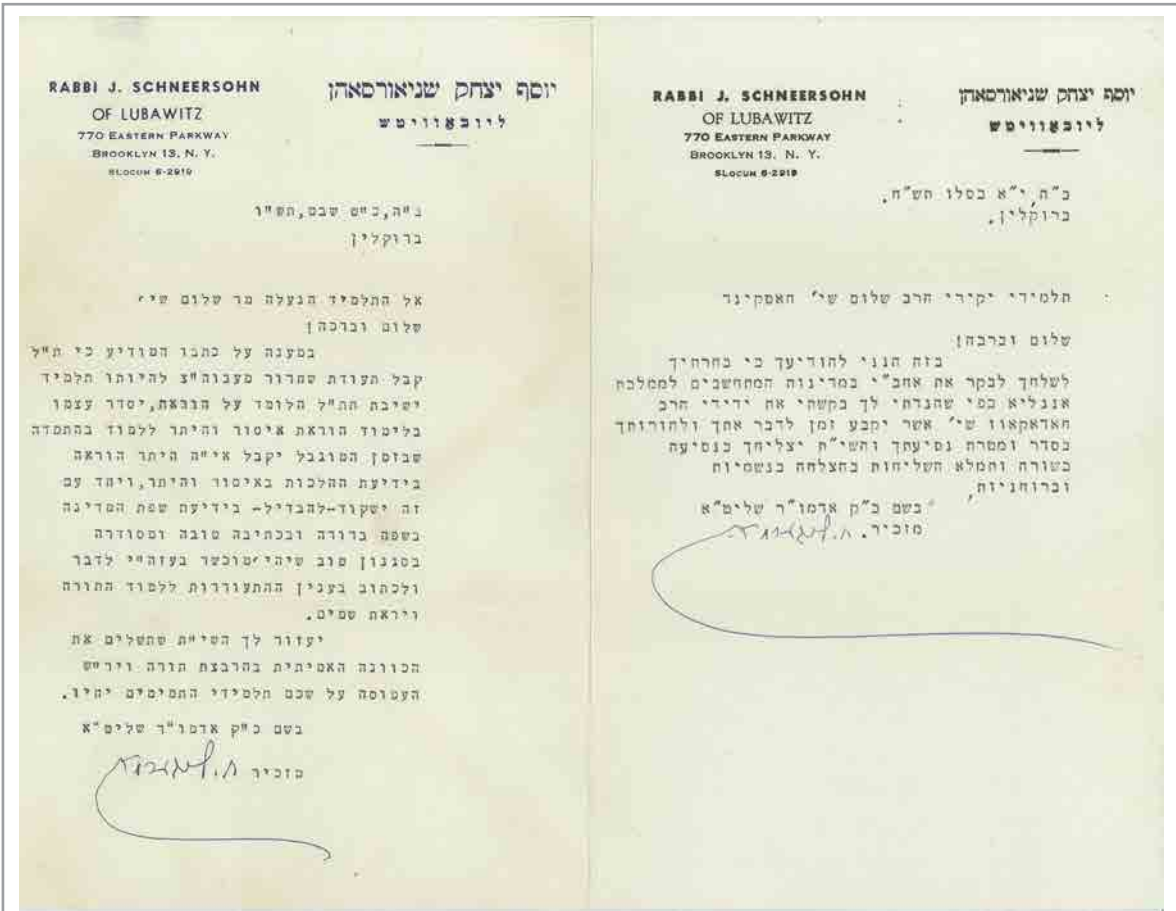 RABBI J. SCHNEERSOHN
OF LUBAWITZ
770 EASTERN PARKWAY
BROOKLYN 13, N. Y.
SLOCUM 6-2919
יוסף יצחק שניאורסאהן
ליובאוויטש
ב"ה, כ"ט שבט, תש"ו
ברוקלין
אל התלמיד הנעלה מר שלום שי'
שלום וברכה!
במענה על כתבו המודיע כי ת"ל
קבל תעודת שחרור מעבוה"צ להיותו תלמיד
ישיבת תת"ל הלומד על הוראה, יסדר עצמו
בלימוד הוראת איסור והיתר ללמוד בהתמדה
שבזמן המוגבל יקבל אי"ה היתר הוראה
בידיעת ההלכות באיסור והיתר, ויחד עם
זה ישקוד-להבדיל- בידיעת שפת המדינה
בשפה ברורה ובכתיבה טובה ומסודרה
בסגנון טוב שיהי' מוכשר בעזה"י לדבר
ולכתוב בענין ההתעוררות ללמוד התורה
ויראת שמים.
יעזור לך השי"ת שתשלים את
הכוונה האמיתית בהרבצת תורה ויר"ש
העמוסה על שכם תלמידי התמימים יחיו.
בשם כ"ק אדמו"ר שליט"א
מזכיר
RABBI J. SCHNEERSOHN
OF LUBAWITZ
770 EASTERN PARKWAY
BROOKLYN 13, N. Y.
SLOCUM 6-2919
יוסף יצחק שניאורסאהן
ליובאוויטש
ב"ה, י"א כסלו תש"ח.
ברוקלין.
תלמידי יקירי הרב שלום שי' חאסקינד
שלום וברכה!
בזה הנני להודיעך כי בחרתיך
לשלחך לבקר את אחב"י במדינות המתחשבים לממלכת
אנגליא כפי שהגדתי לך בקשתי את ידידי הרב
חאדאקאוו שי' אשר יקבע זמן לדבר אתך ולהורותך
בסדר ומטרת נסיעתך והשי"ת יצליחך בנסיעה
כשורה ותמלא השליחות בהצלחה בגשמיות
וברוחניות,
בשם כ"ק אדמו"ר שליט"א
מזכיר.